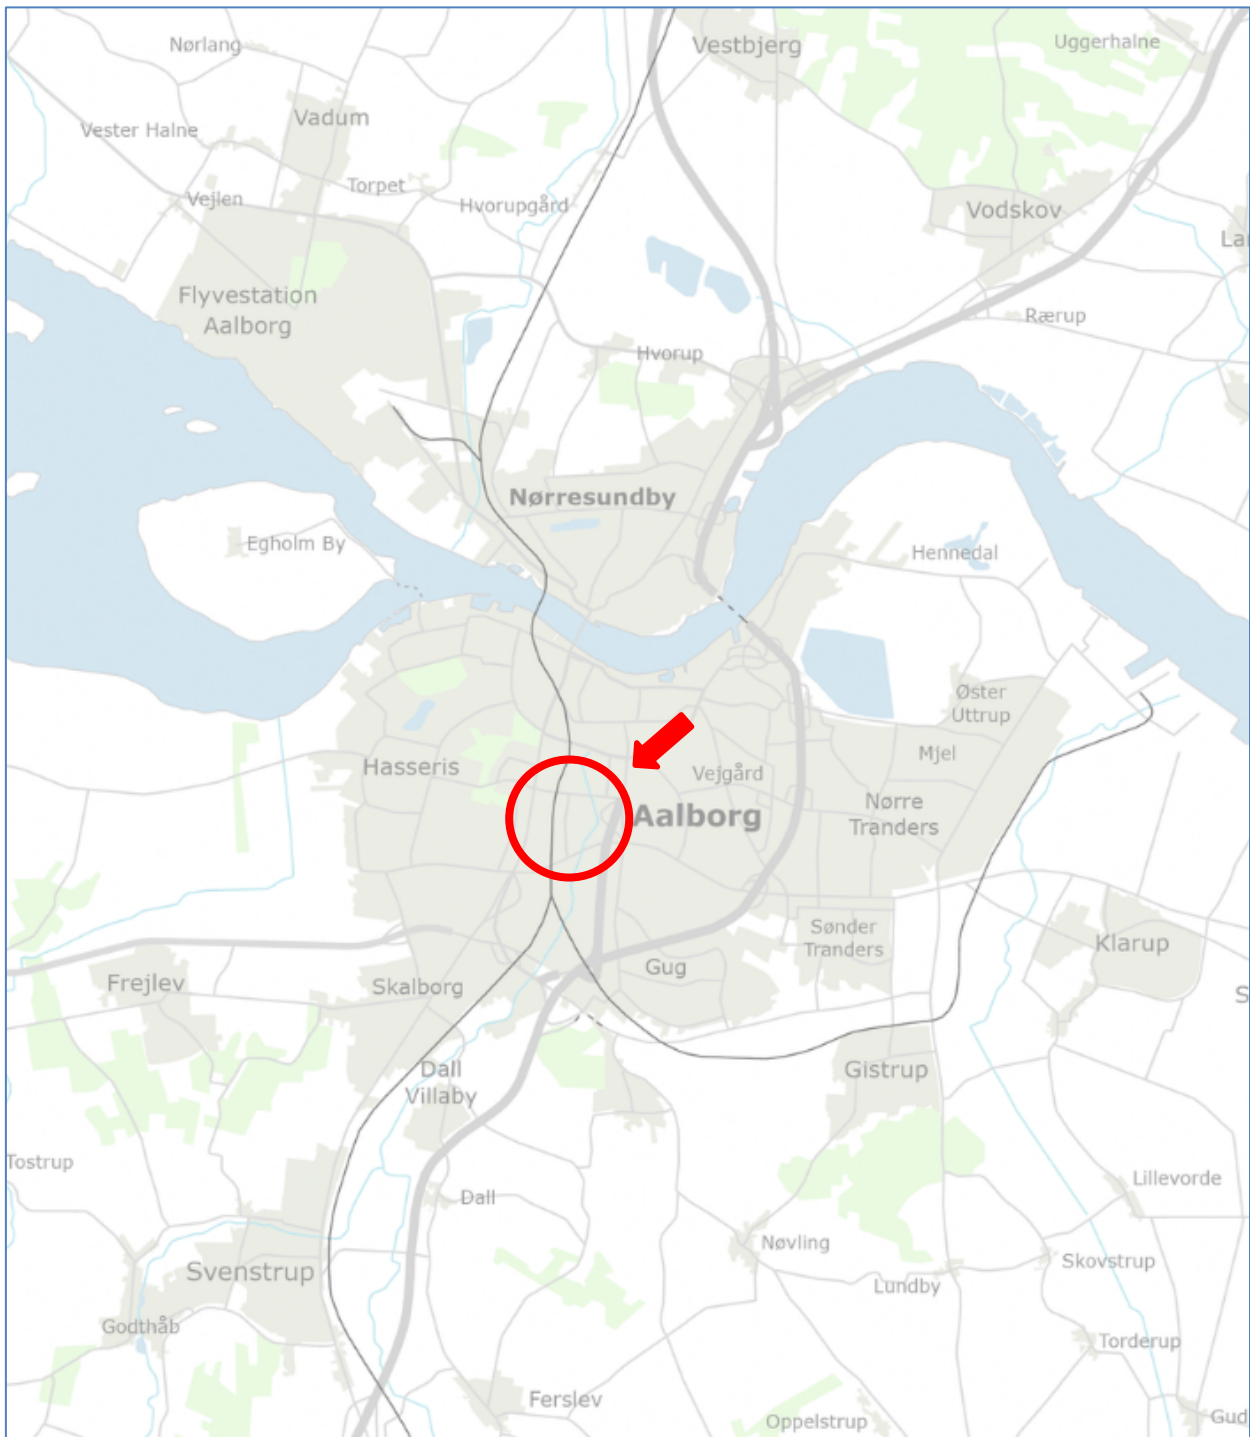 Nørlang
Vestbjerg
Uggerhalne
Vadum
Vester Halne
Torpet
Vejlen
Hvorupgård
Vodskov
La
Flyvestation
Aalborg
Rærup
Hvorup
Nørresundby
Egholm By
Hennedal
Øster
Uttrup
Mjel
Hasseris
Vejgård
Nørre
Tranders
Aalborg
Sønder
Tranders
Klarup
Gug
Frejlev
Skalborg
S
Dall
Villaby
Gistrup
Tostrup
Lillevorde
Dall
Nøvling
Skovstrup
Svenstrup
Lundby
Godthåb
Torderup
Ferslev
Oppelstrup
Gud